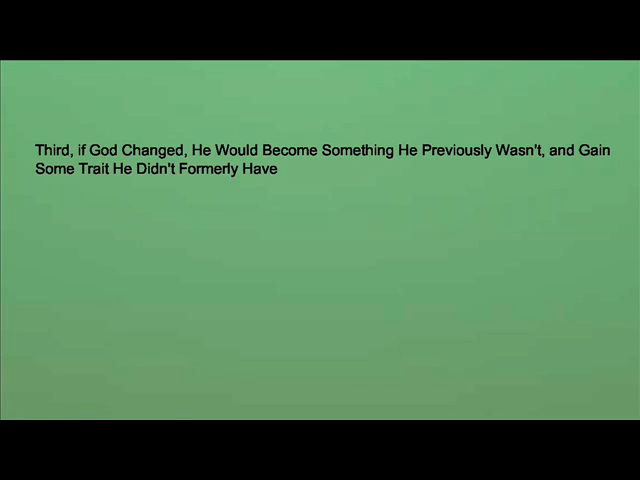 Third, if God Changed, He Would Become Something He Previously Wasn't, and Gain
Some Trait He Didn't Formerly Have